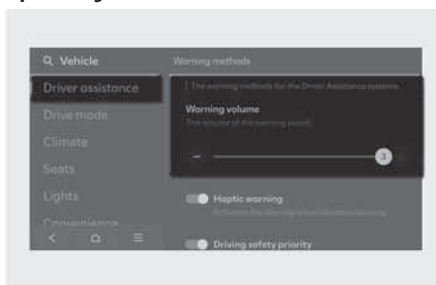 Vehicle
Warning methods
Driver assistance
The warning methods for the Driver Assistance systems
Drive mode
Warning volume
The volume of the warning sound
Climate
3
Seats
Lights
Haptic warning
Convenience
Driving safety priority